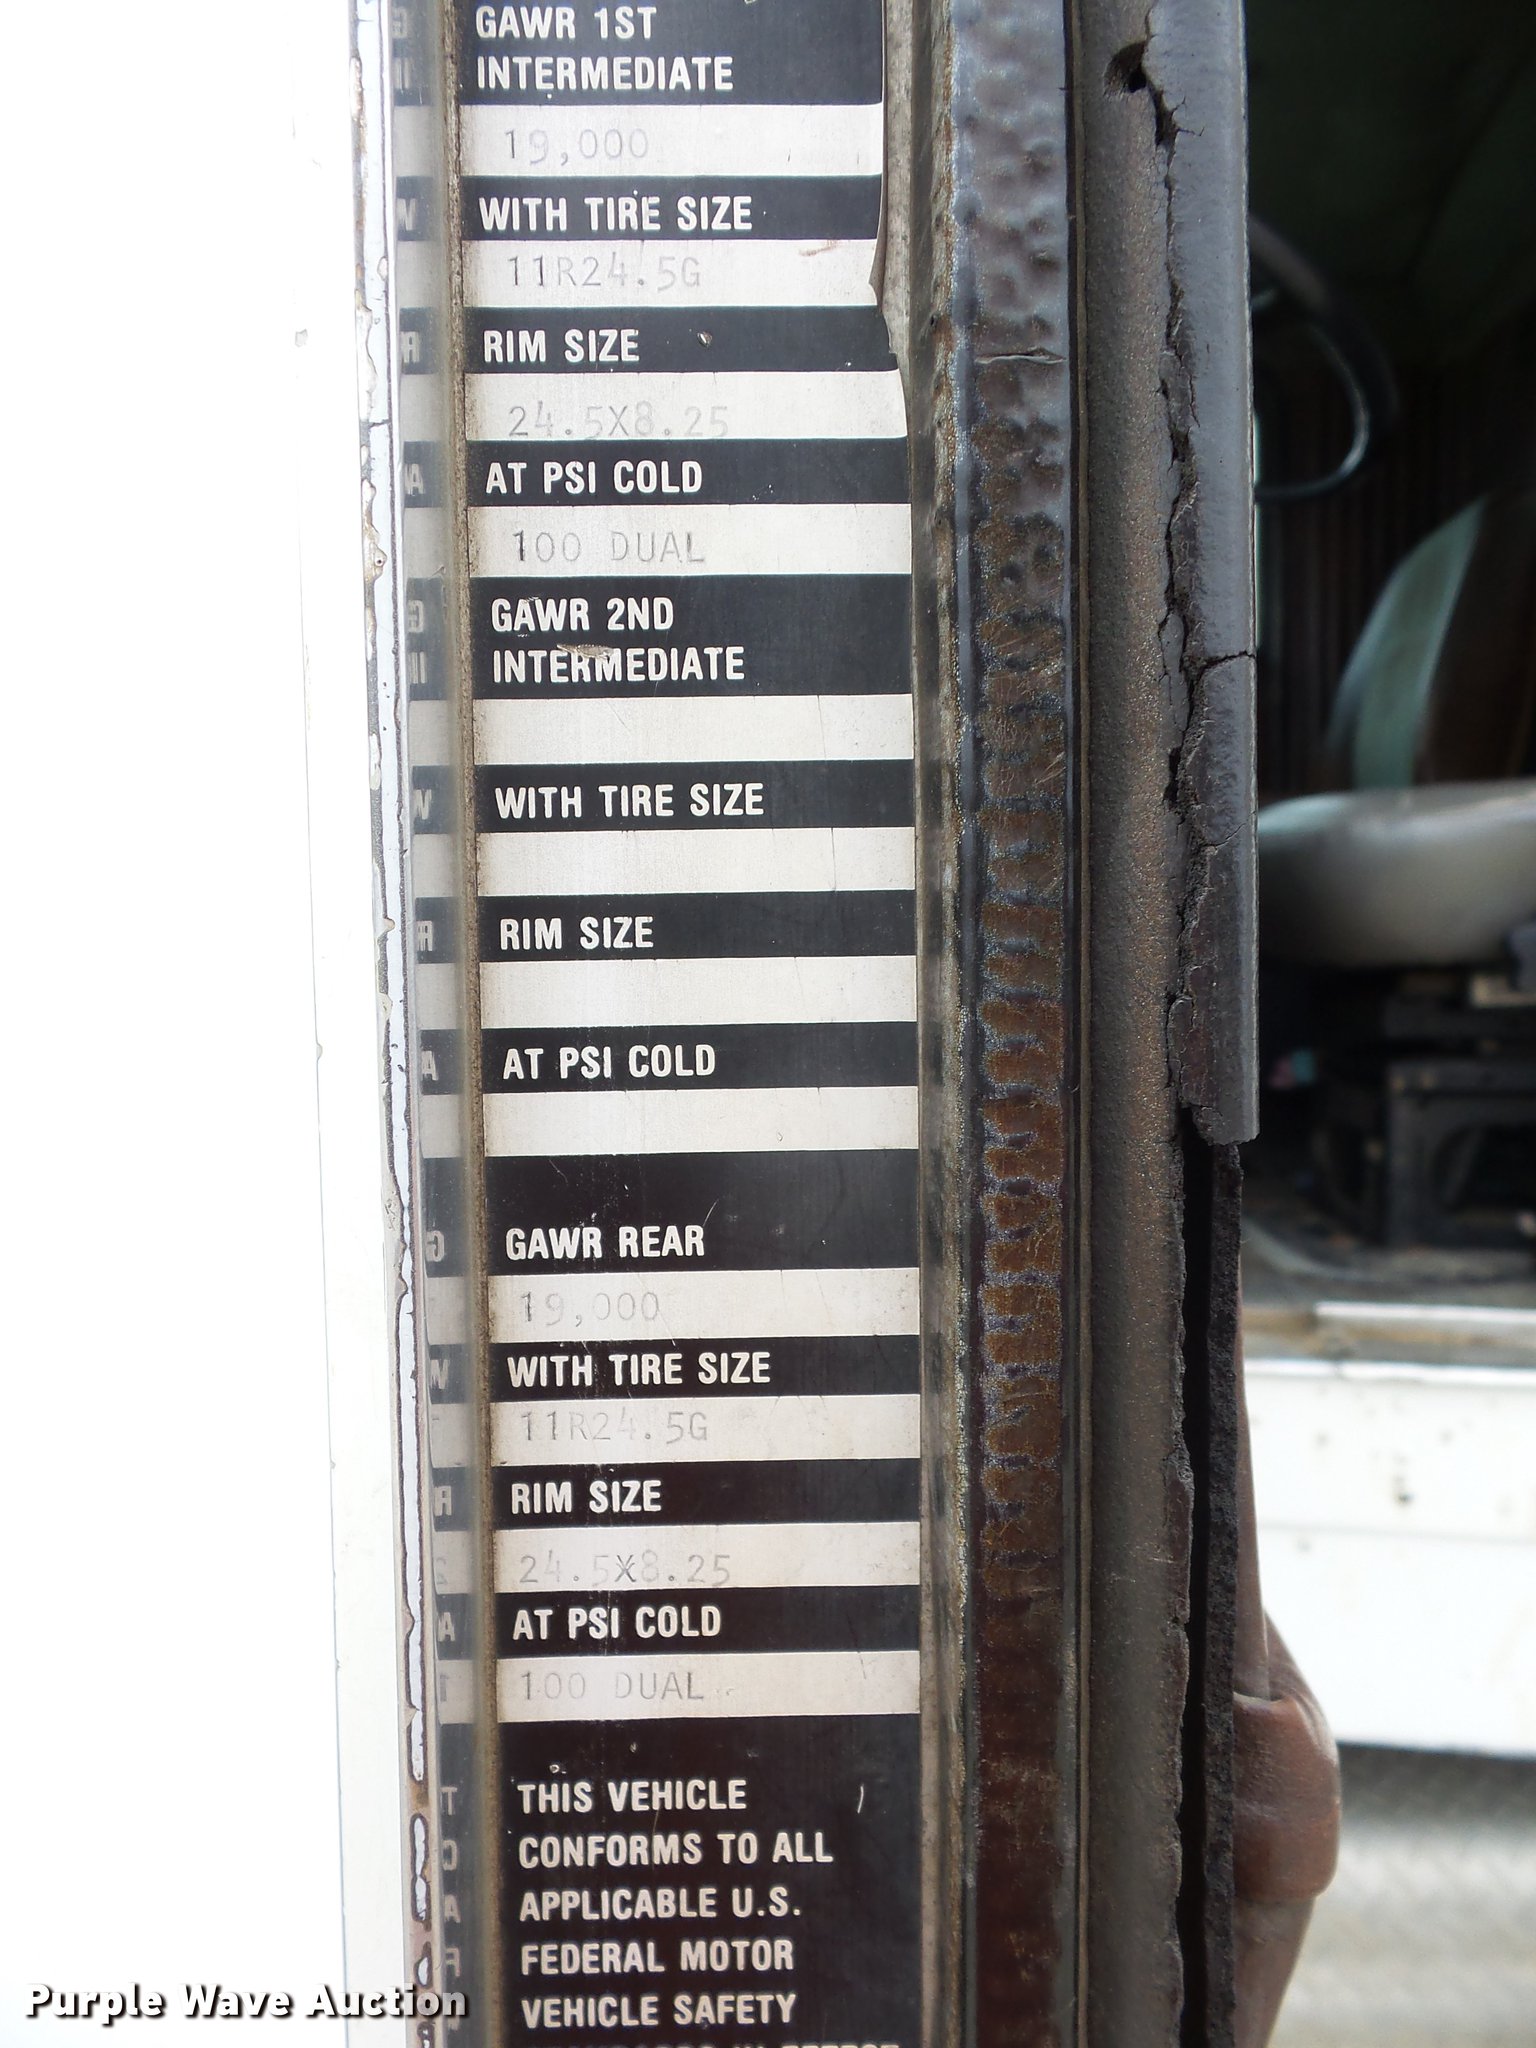 GAWR 1ST
INTERMEDIATE
19,000
WITH TIRE SIZE
11R24.5G
RIM SIZE
24.5X8.25
AT PSI COLD
100 DUAL
GAWR 2ND
INTERMEDIATE
WITH TIRE SIZE
RIM SIZE
AT PSI COLD
GAWR REAR
19,000
WITH TIRE SIZE
11R24.5G
RIM SIZE
24.5X8.25
AT PSI COLD
100 DUAL
THIS VEHICLE
CONFORMS TO ALL
APPLICABLE U.S.
FEDERAL MOTOR
VEHICLE SAFETY
Purple Wave Auction